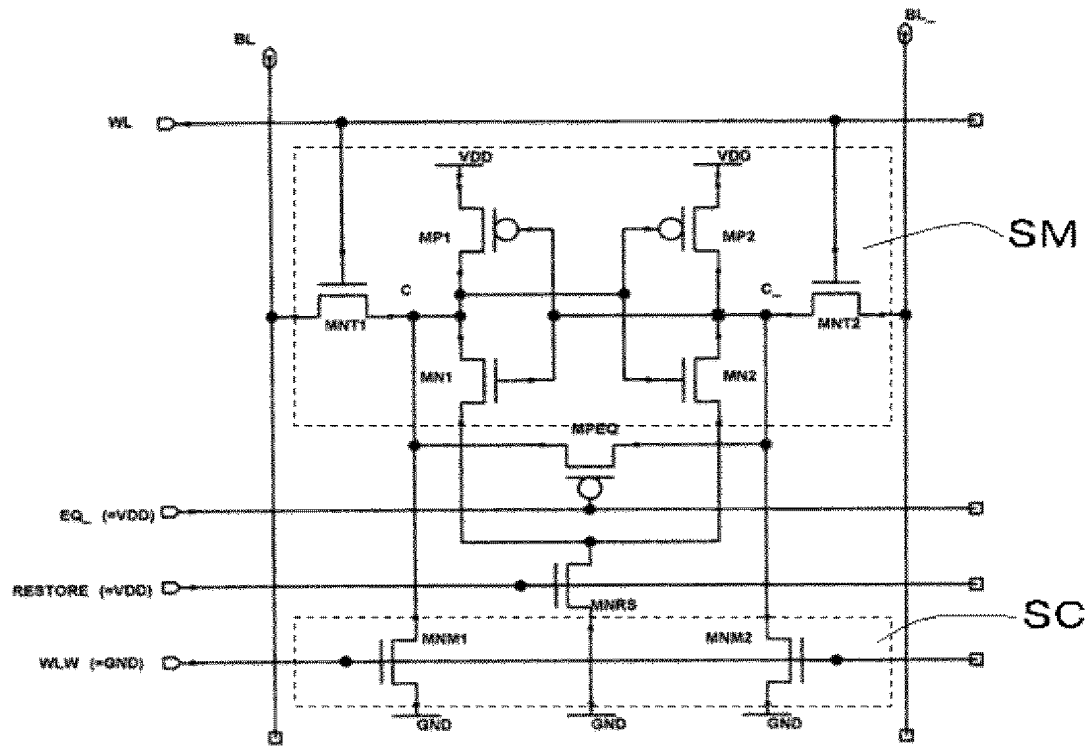 BL
BL_
WL
VDD
VDD
MP1
MP2
SM
C
C_
MNT1
MNT2
MN1
MN2
MPEQ
EQ_ (=VDD)
RESTORE (=VDD)
MNRS
SC
MNM1
MNM2
WLW (=GND)
GND
GND
GND